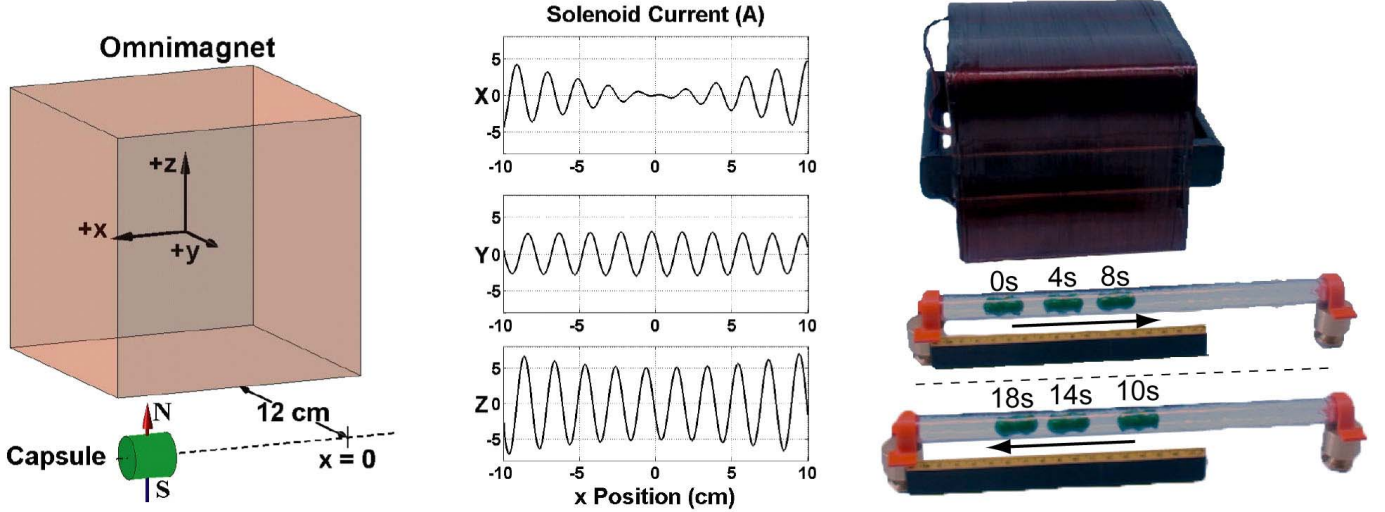 Omnimagnet
+z
+x
+y
12 cm
N
Capsule
S
x = 0
Solenoid Current (A)
X
5
0
-5
-10 -5 0 5 10
Y
5
0
-5
-10 -5 0 5 10
Z
5
0
-5
-10 -5 0 5 10
x Position (cm)
0s 4s 8s
18s 14s 10s